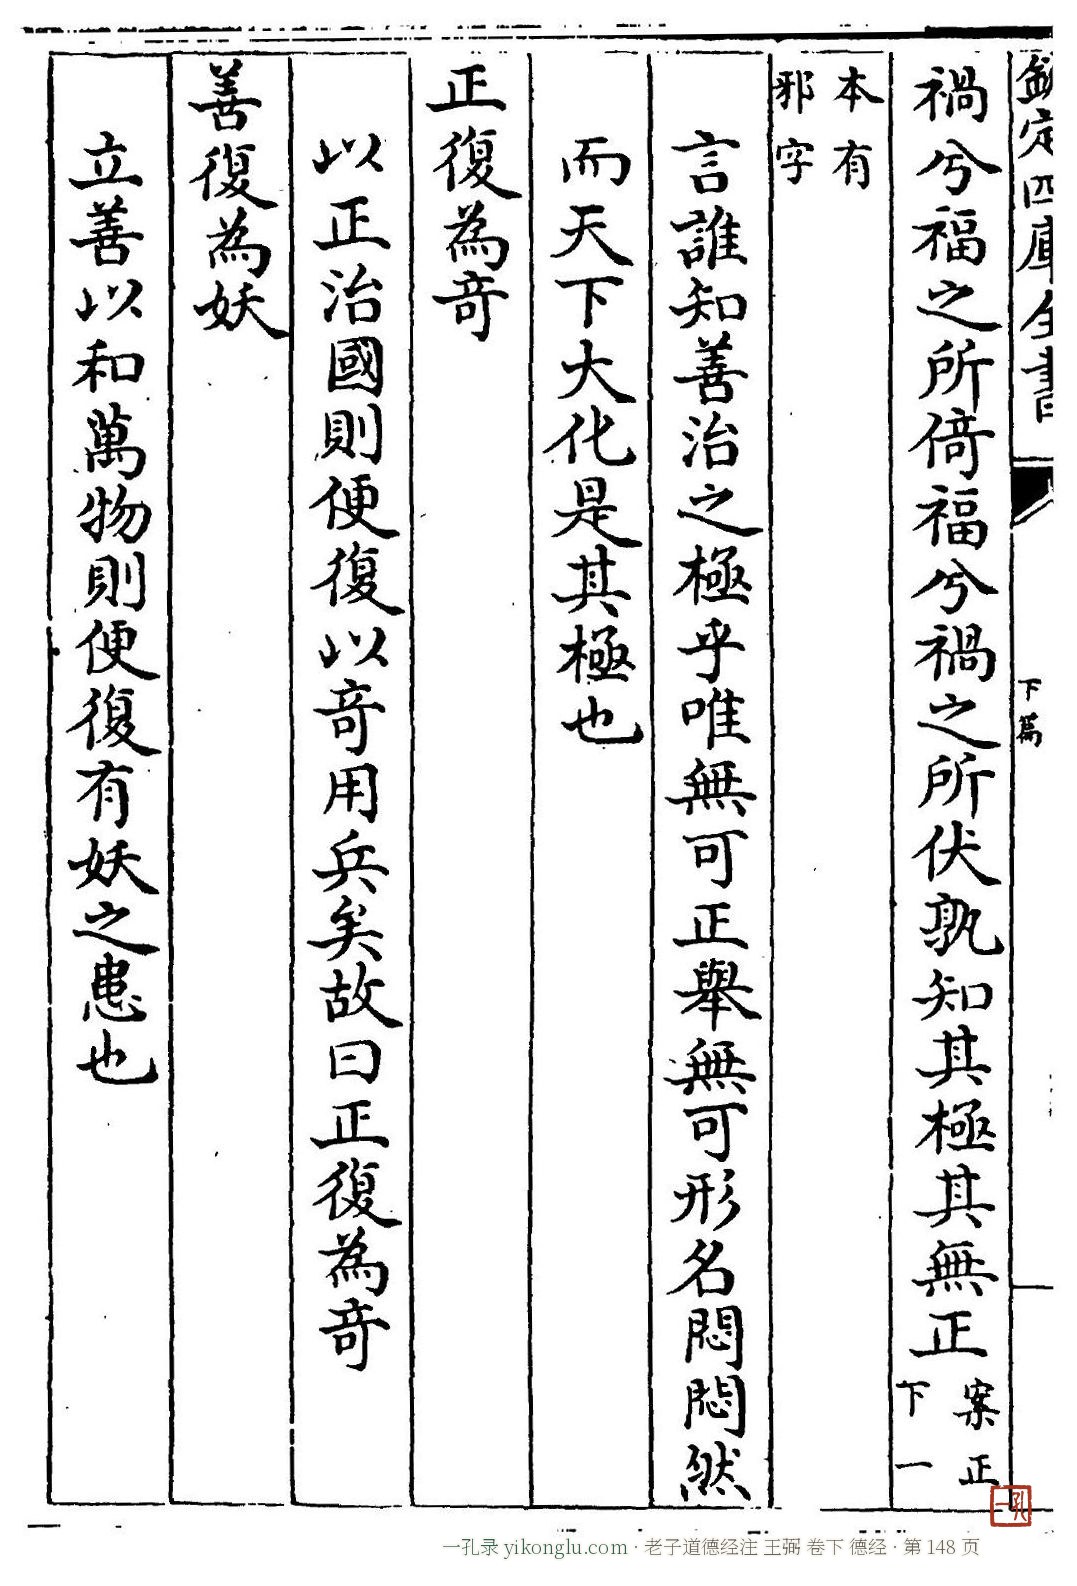 欽定四庫全書
下篇
禍兮福之所倚福兮禍之所伏孰知其極其無正案正下一
本有邪字
言誰知善治之極乎唯無可正舉無可形名悶悶然
而天下大化是其極也
正復為竒
以正治國則便復以竒用兵矣故曰正復為竒
善復為妖
立善以和萬物則便復有妖之患也
一孔
一孔录 yikonglu.com · 老子道德经注 王弼 卷下 德经 · 第 148 页